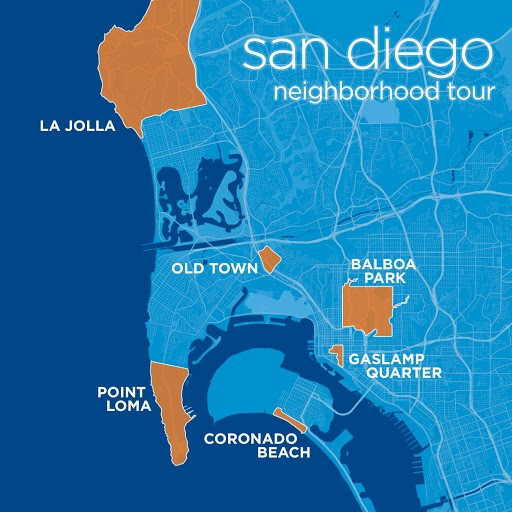 san diego
neighborhood tour
LA JOLLA
OLD TOWN
BALBOA
PARK
GASLAMP
QUARTER
POINT
LOMA
CORONADO
BEACH